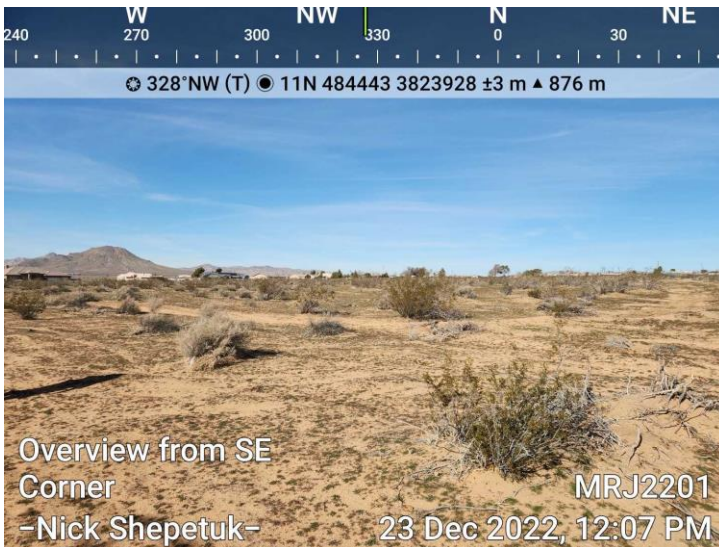 W NW N NE
240 270 300 330 0 30
328°NW (T) 11N 484443 3823928 ±3 m ▲ 876 m
Overview from SE
Corner
MRJ2201
–Nick Shepetuk–
23 Dec 2022, 12:07 PM